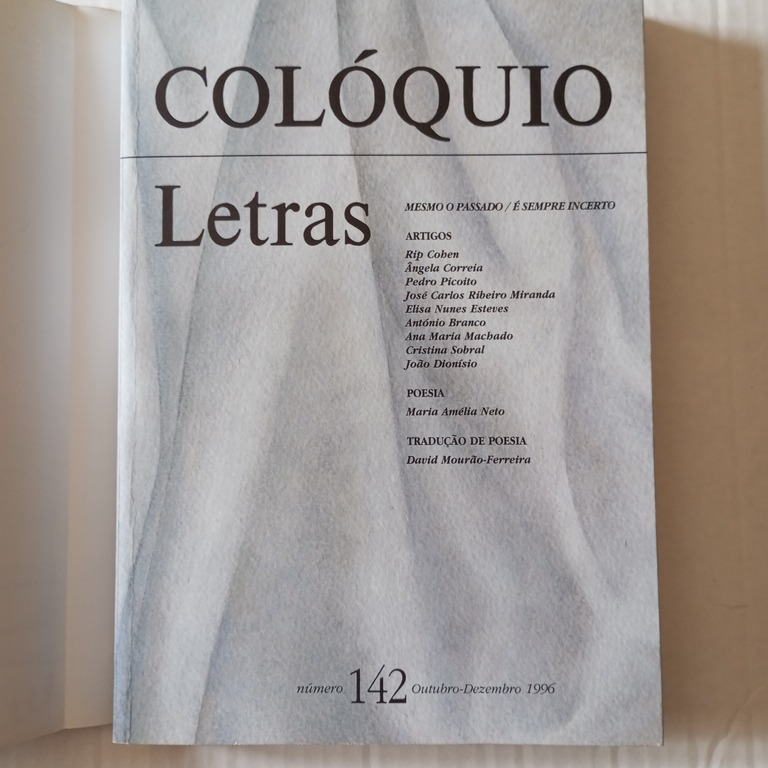 COLÓQUIO
Letras
MESMO O PASSADO / É SEMPRE INCERTO
ARTIGOS
Rip Cohen
Ângela Correia
Pedro Picoito
José Carlos Ribeiro Miranda
Elisa Nunes Esteves
António Branco
Ana Maria Machado
Cristina Sobral
João Dionísio
POESIA
Maria Amélia Neto
TRADUÇÃO DE POESIA
David Mourão-Ferreira
número 142 Outubro-Dezembro 1996